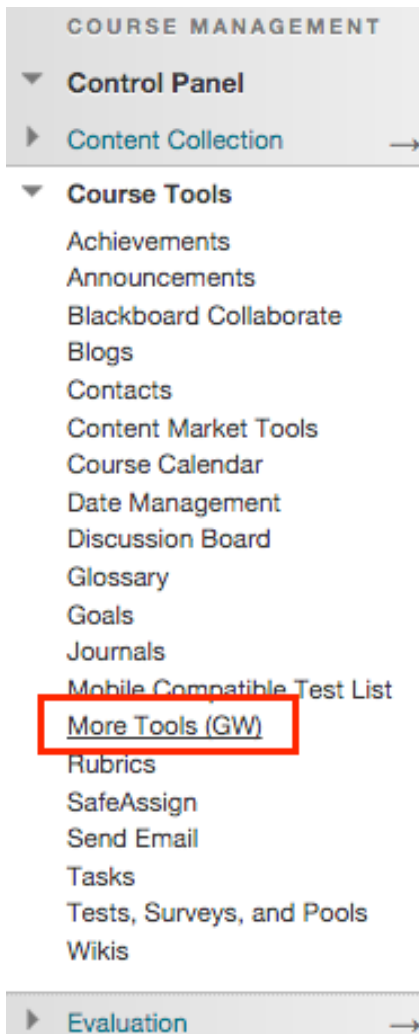 COURSE MANAGEMENT
Control Panel
Content Collection
Course Tools
Achievements
Announcements
Blackboard Collaborate
Blogs
Contacts
Content Market Tools
Course Calendar
Date Management
Discussion Board
Glossary
Goals
Journals
Mobile Compatible Test List
More Tools (GW)
Rubrics
SafeAssign
Send Email
Tasks
Tests, Surveys, and Pools
Wikis
Evaluation